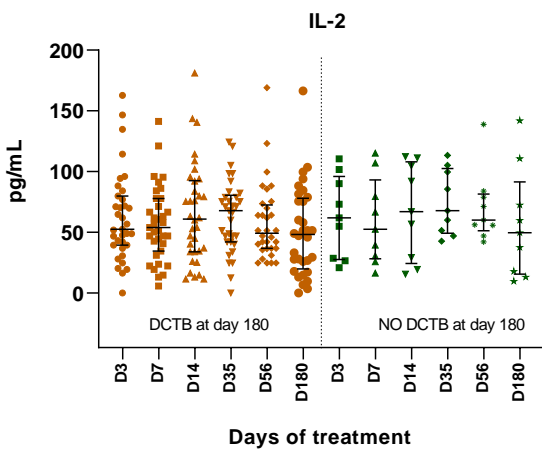 IL-2
pg/mL
200
150
100
50
0
DCTB at day 180
NO DCTB at day 180
D3
D7
D14
D35
D56
D180
D3
D7
D14
D35
D56
D180
Days of treatment